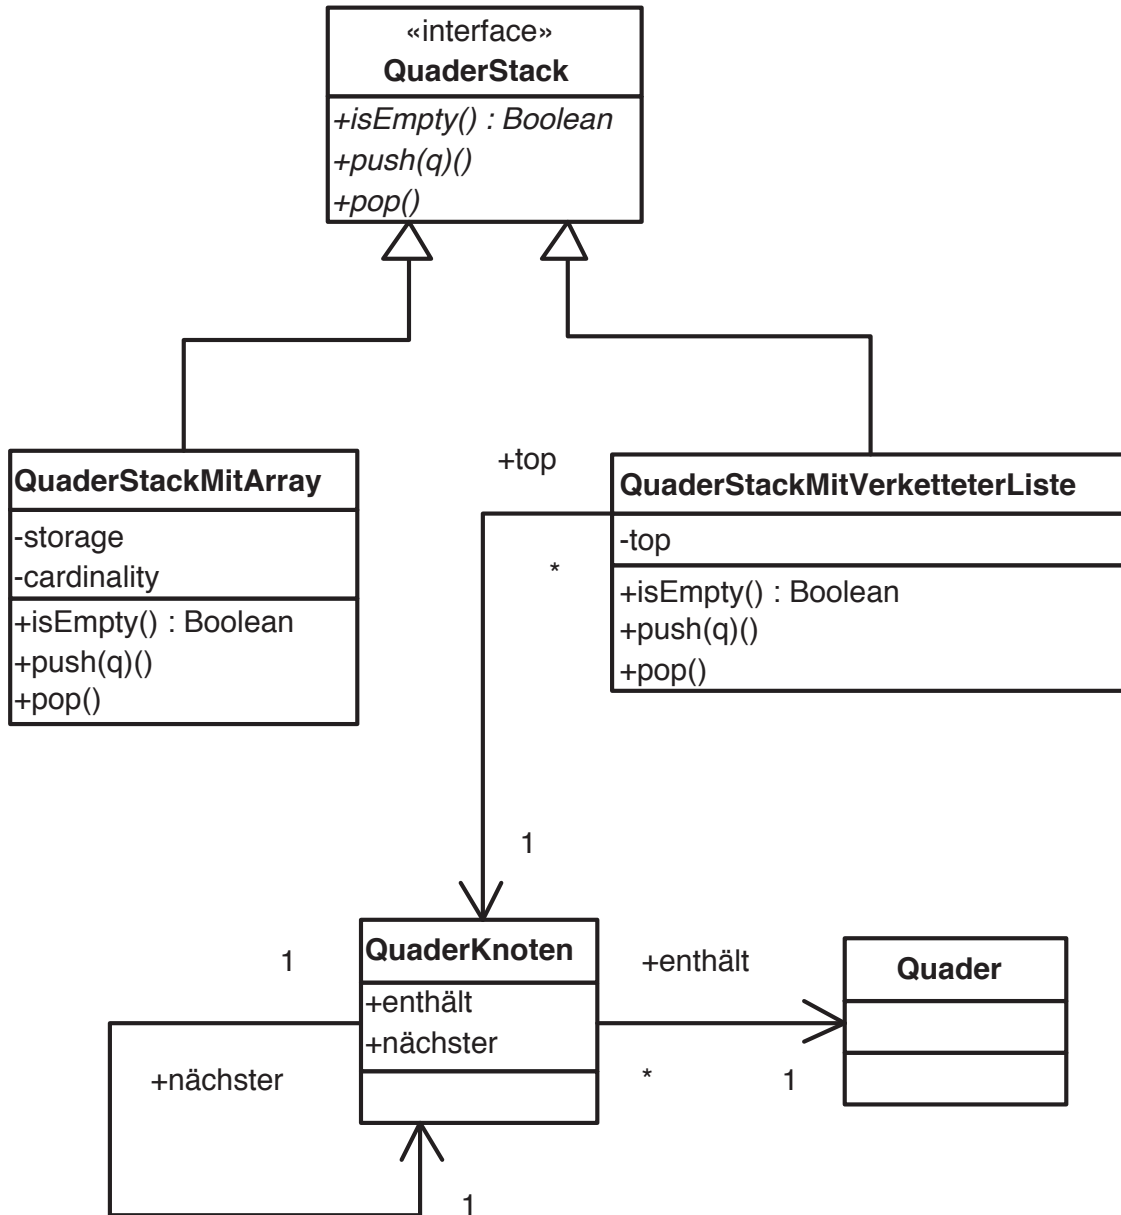 «interface»
QuaderStack
+isEmpty() : Boolean
+push(q)()
+pop()
QuaderStackMitArray
-storage
-cardinality
+isEmpty() : Boolean
+push(q)()
+pop()
+top
*
1
QuaderStackMitVerketteterListe
-top
+isEmpty() : Boolean
+push(q)()
+pop()
1
+nächster
1
QuaderKnoten
+enthält
+nächster
+enthält
*
1
Quader